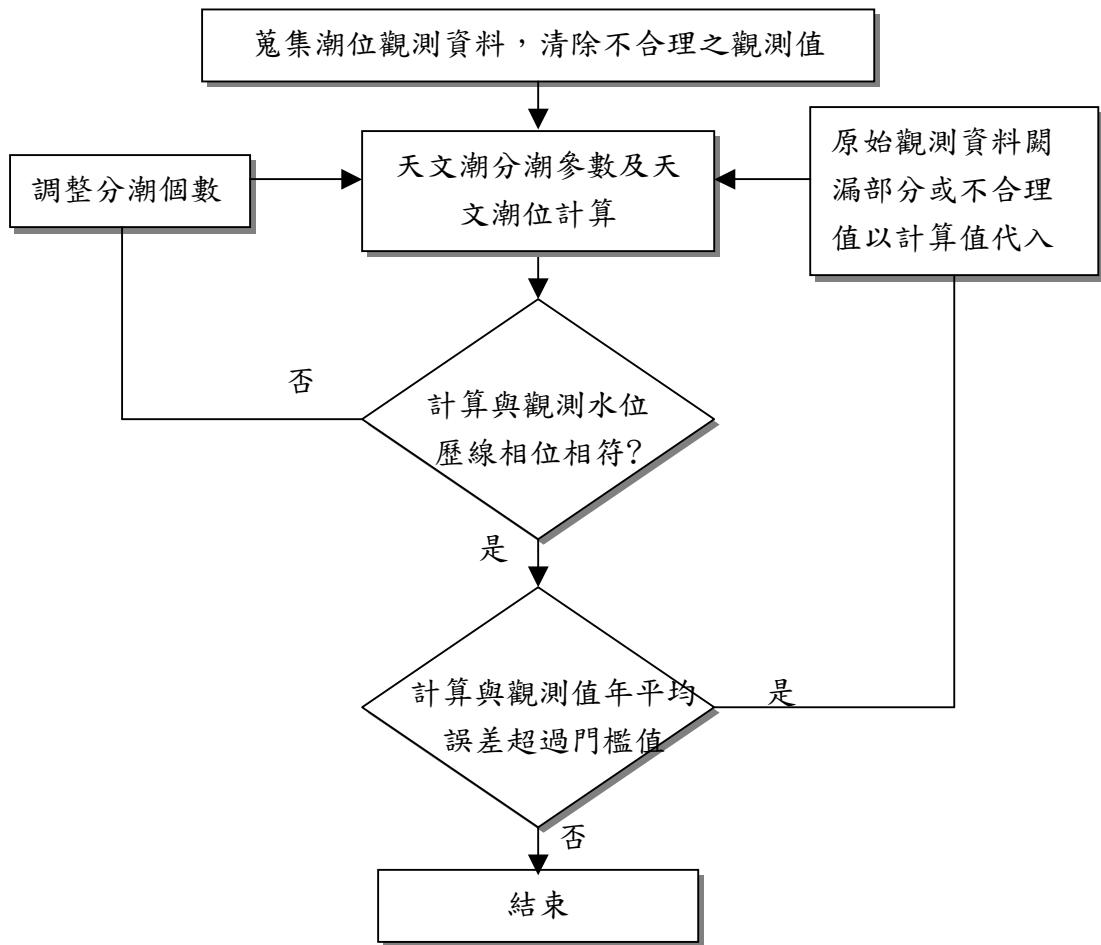 蒐集潮位觀測資料，清除不合理之觀測值
調整分潮個數
天文潮分潮參數及天
文潮位計算
原始觀測資料闕
漏部分或不合理
值以計算值代入
否
計算與觀測水位
歷線相位相符?
是
計算與觀測值年平均
誤差超過門檻值
是
否
結束